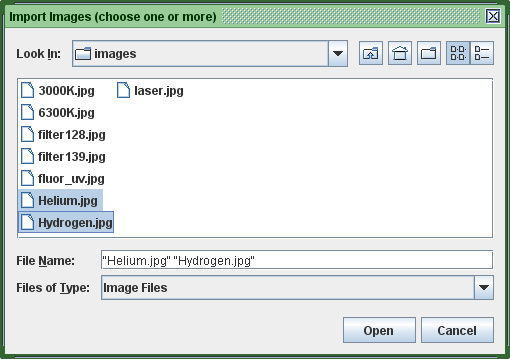 Import Images (choose one or more)
Look In: images
3000K.jpg laser.jpg
6300K.jpg
filter128.jpg
filter139.jpg
fluor_uv.jpg
Helium.jpg
Hydrogen.jpg
File Name: "Helium.jpg" "Hydrogen.jpg"
Files of Type: Image Files
Open Cancel